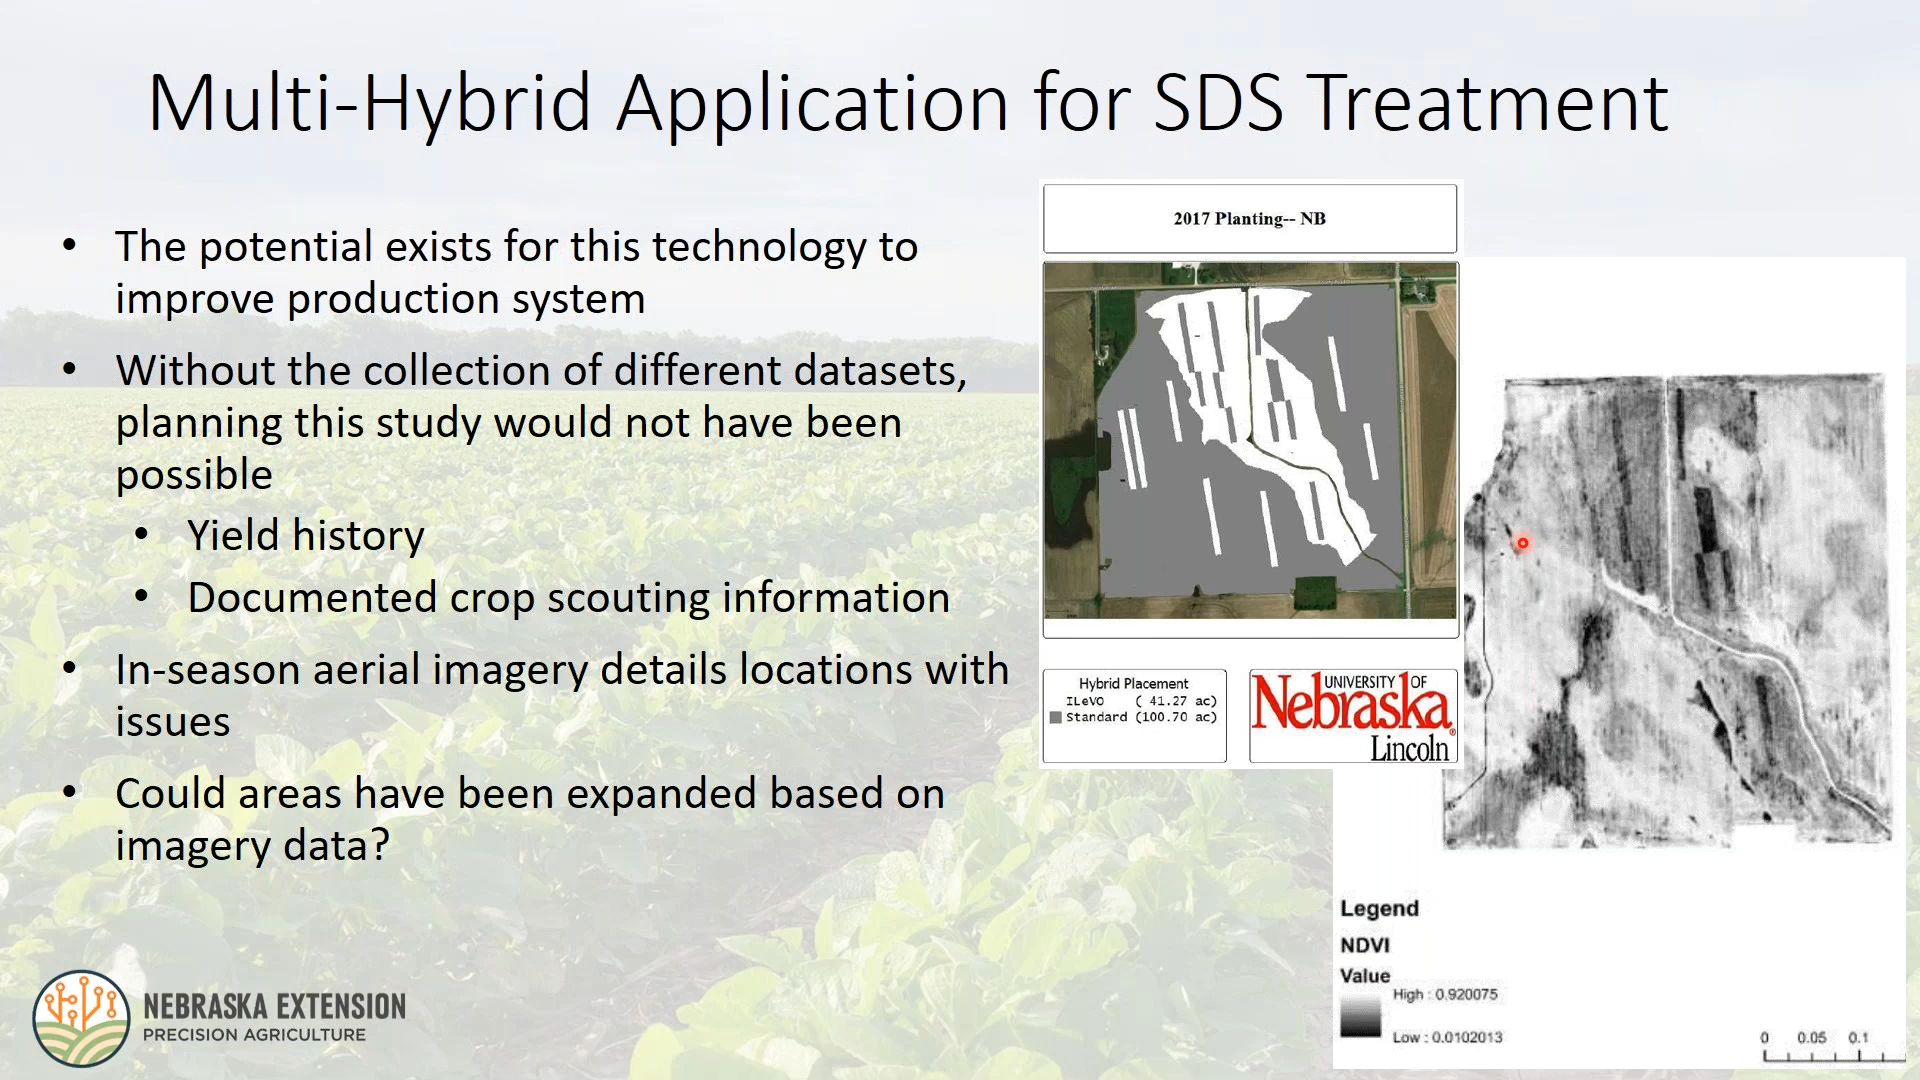 Multi-Hybrid Application for SDS Treatment
• The potential exists for this technology to
improve production system
• Without the collection of different datasets,
planning this study would not have been
possible
• Yield history
• Documented crop scouting information
• In-season aerial imagery details locations with
issues
• Could areas have been expanded based on
imagery data?
2017 Planting-- NB
Hybrid Placement
ILeVO ( 41.27 ac)
Standard (100.70 ac)
UNIVERSITY OF
Nebraska®
Lincoln
Legend
NDVI
Value
High : 0.920075
Low : 0.0102013
0 0.05 0.1
NEBRASKA EXTENSION
PRECISION AGRICULTURE